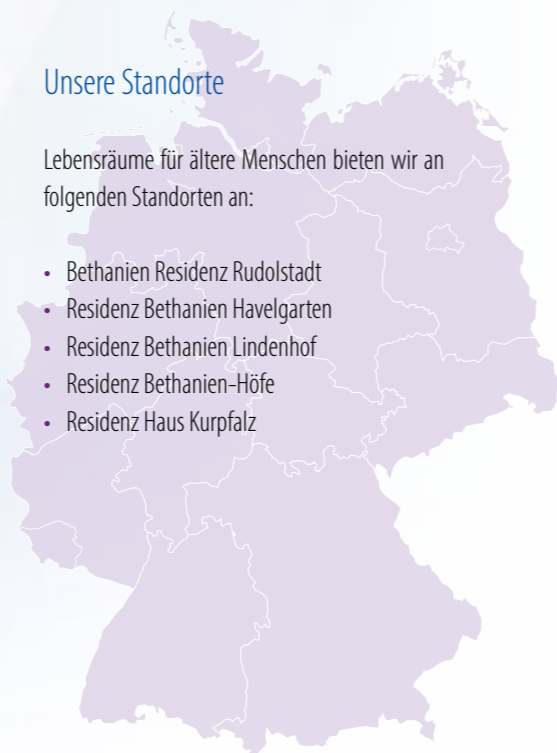 Unsere Standorte
Lebensräume für ältere Menschen bieten wir an
folgenden Standorten an:
• Bethanien Residenz Rudolstadt
• Residenz Bethanien Havelgarten
• Residenz Bethanien Lindenhof
• Residenz Bethanien-Höfe
• Residenz Haus Kurpfalz